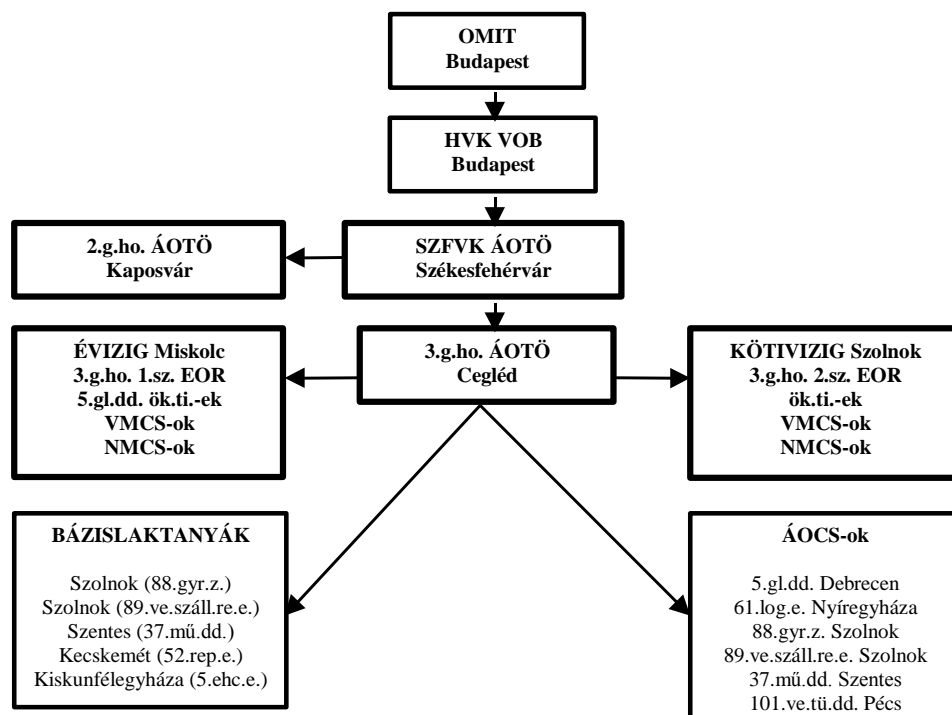 OMIT
Budapest
HVK VOB
Budapest
2.g.ho. ÁOTÖ
Kaposvár
SZFVK ÁOTÖ
Székesfehérvár
ÉVIZIG Miskolc
3.g.ho. 1.sz. EOR
5.gl.dd. ök.ti.-ek
VMCS-ok
NMCS-ok
3.g.ho. ÁOTÖ
Cegléd
KÖTIVIZIG Szolnok
3.g.ho. 2.sz. EOR
ök.ti.-ek
VMCS-ok
NMCS-ok
BÁZISLAKTANYÁK
Szolnok (88.gyr.z.)
Szolnok (89.ve.száll.re.e.)
Szentes (37.mű.dd.)
Kecskemét (52.rep.e.)
Kiskunfélegyháza (5.ehc.e.)
ÁOCS-ok
5.gl.dd. Debrecen
61.log.e. Nyíregyháza
88.gyr.z. Szolnok
89.ve.száll.re.e. Szolnok
37.mű.dd. Szentes
101.ve.tü.dd. Pécs